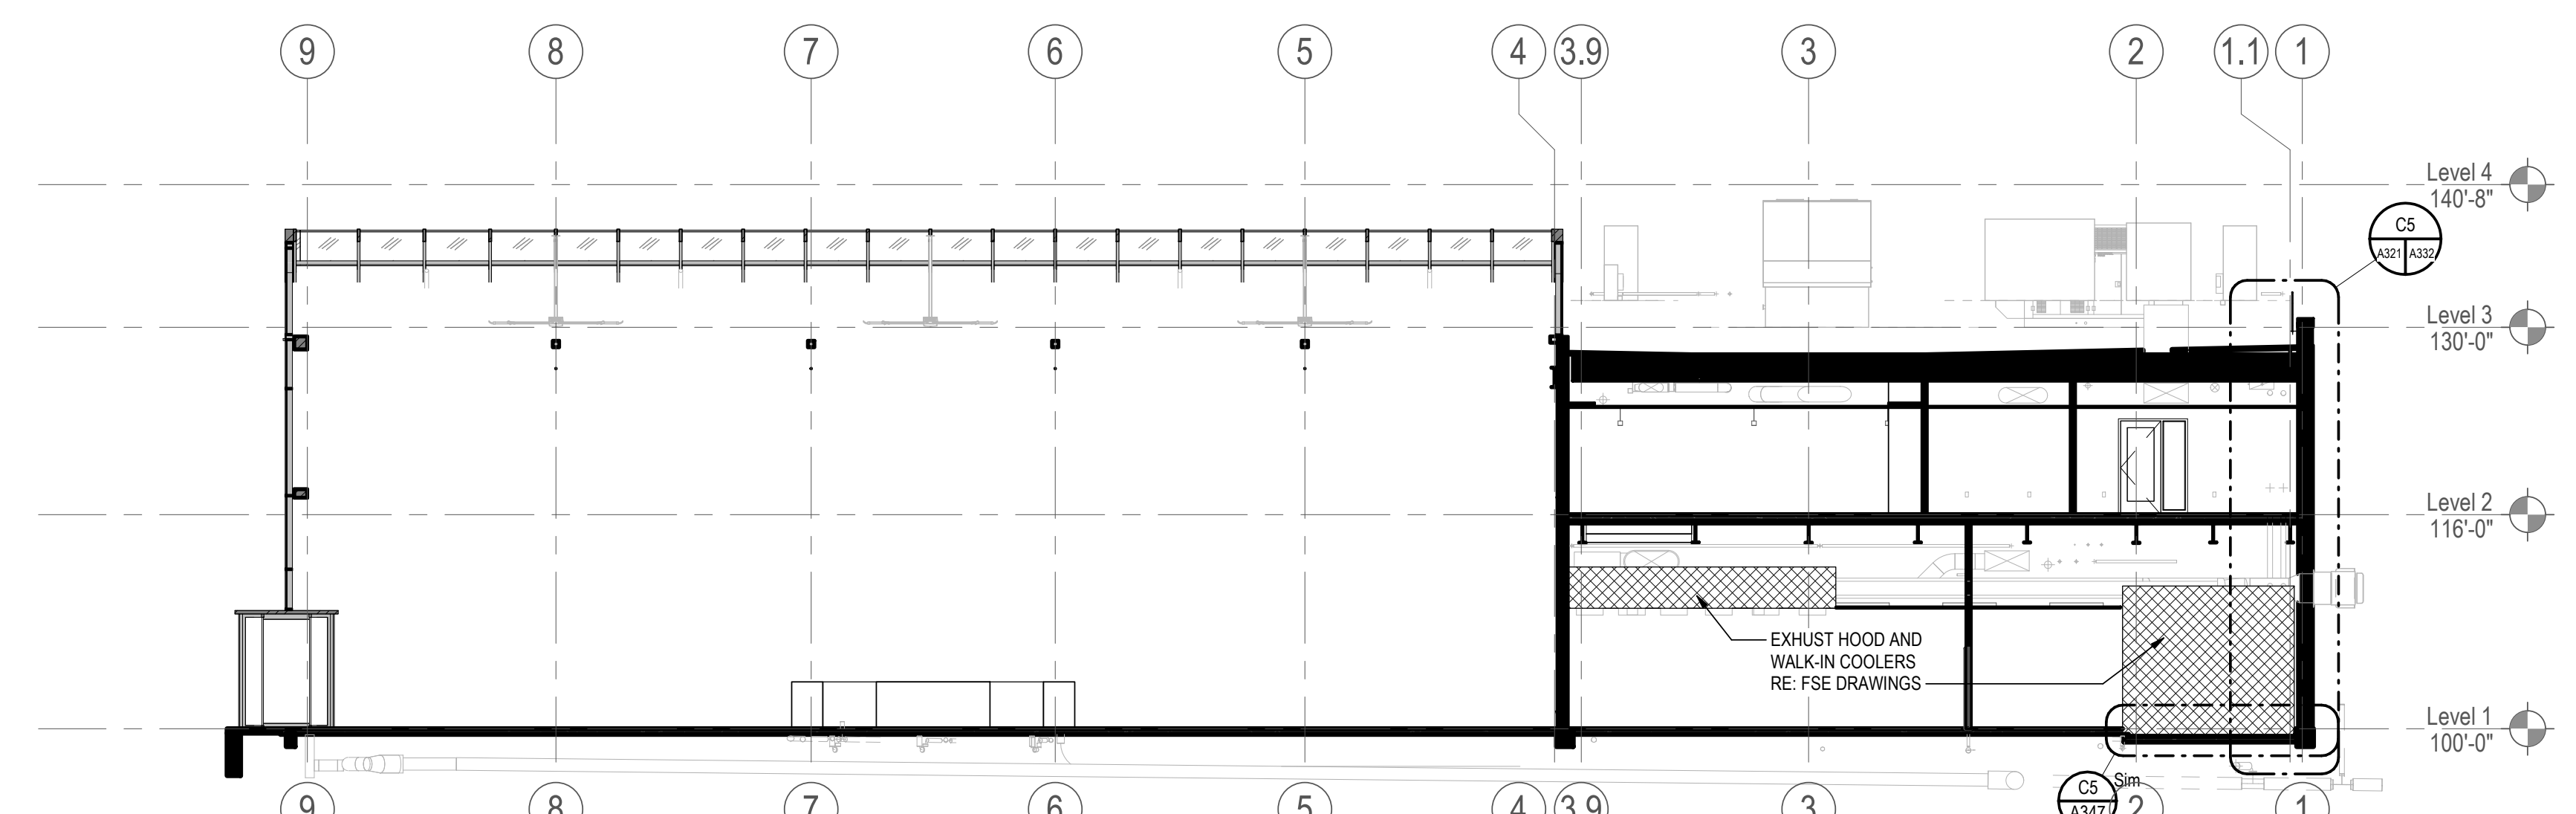 9 8 7 6 5 4 3.9 3 2 1.1 1
Level 4
140'-8"
C5
A321 A332
Level 3
130'-0"
Level 2
116'-0"
EXHUST HOOD AND
WALK-IN COOLERS
RE: FSE DRAWINGS
Level 1
100'-0"
Sim
C5
A347
9 8 7 6 5 4 3.9 3 2 1